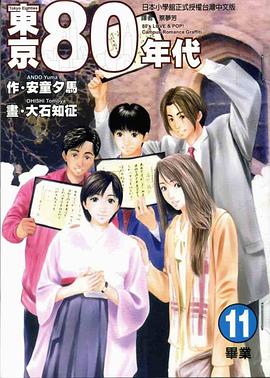 Tokyo Eighties
東京80年代
日本小學館正式授權台灣中文版
譯者 蔡夢芳
80's LOVE & POP!
Campus Romance Graffiti
ANDO Yuma
作・安童夕馬
OHISHI Tomoya
畫・大石知征
11
畢業